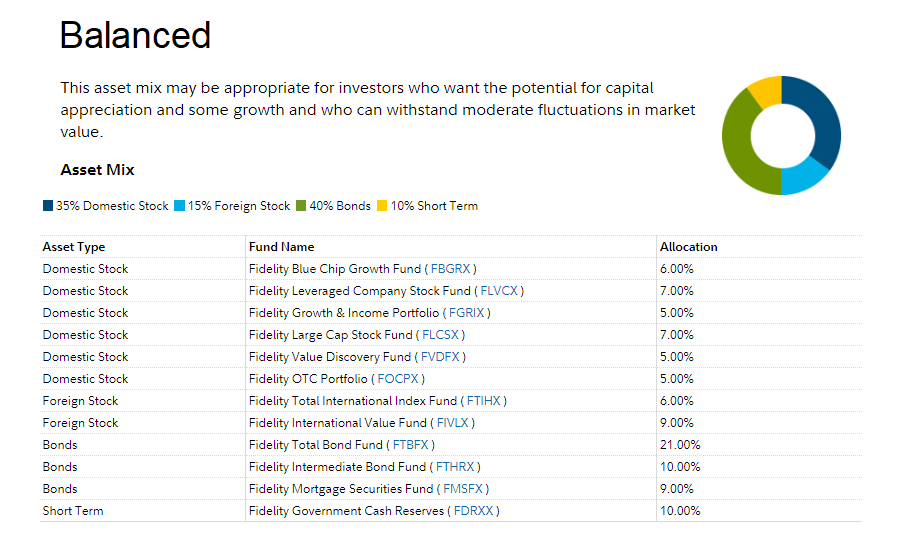 Balanced
This asset mix may be appropriate for investors who want the potential for capital
appreciation and some growth and who can withstand moderate fluctuations in market
value.
Asset Mix
35% Domestic Stock 15% Foreign Stock 40% Bonds 10% Short Term
Asset Type Fund Name Allocation
Domestic Stock Fidelity Blue Chip Growth Fund ( FBGRX ) 6.00%
Domestic Stock Fidelity Leveraged Company Stock Fund ( FLVCX ) 7.00%
Domestic Stock Fidelity Growth & Income Portfolio ( FGRIX ) 5.00%
Domestic Stock Fidelity Large Cap Stock Fund ( FLCSX ) 7.00%
Domestic Stock Fidelity Value Discovery Fund ( FVDFX ) 5.00%
Domestic Stock Fidelity OTC Portfolio ( FOCPX ) 5.00%
Foreign Stock Fidelity Total International Index Fund ( FTIHX ) 6.00%
Foreign Stock Fidelity International Value Fund ( FIVLX ) 9.00%
Bonds Fidelity Total Bond Fund ( FTBFX ) 21.00%
Bonds Fidelity Intermediate Bond Fund ( FTHRX ) 10.00%
Bonds Fidelity Mortgage Securities Fund ( FMSFX ) 9.00%
Short Term Fidelity Government Cash Reserves ( FDRXX ) 10.00%